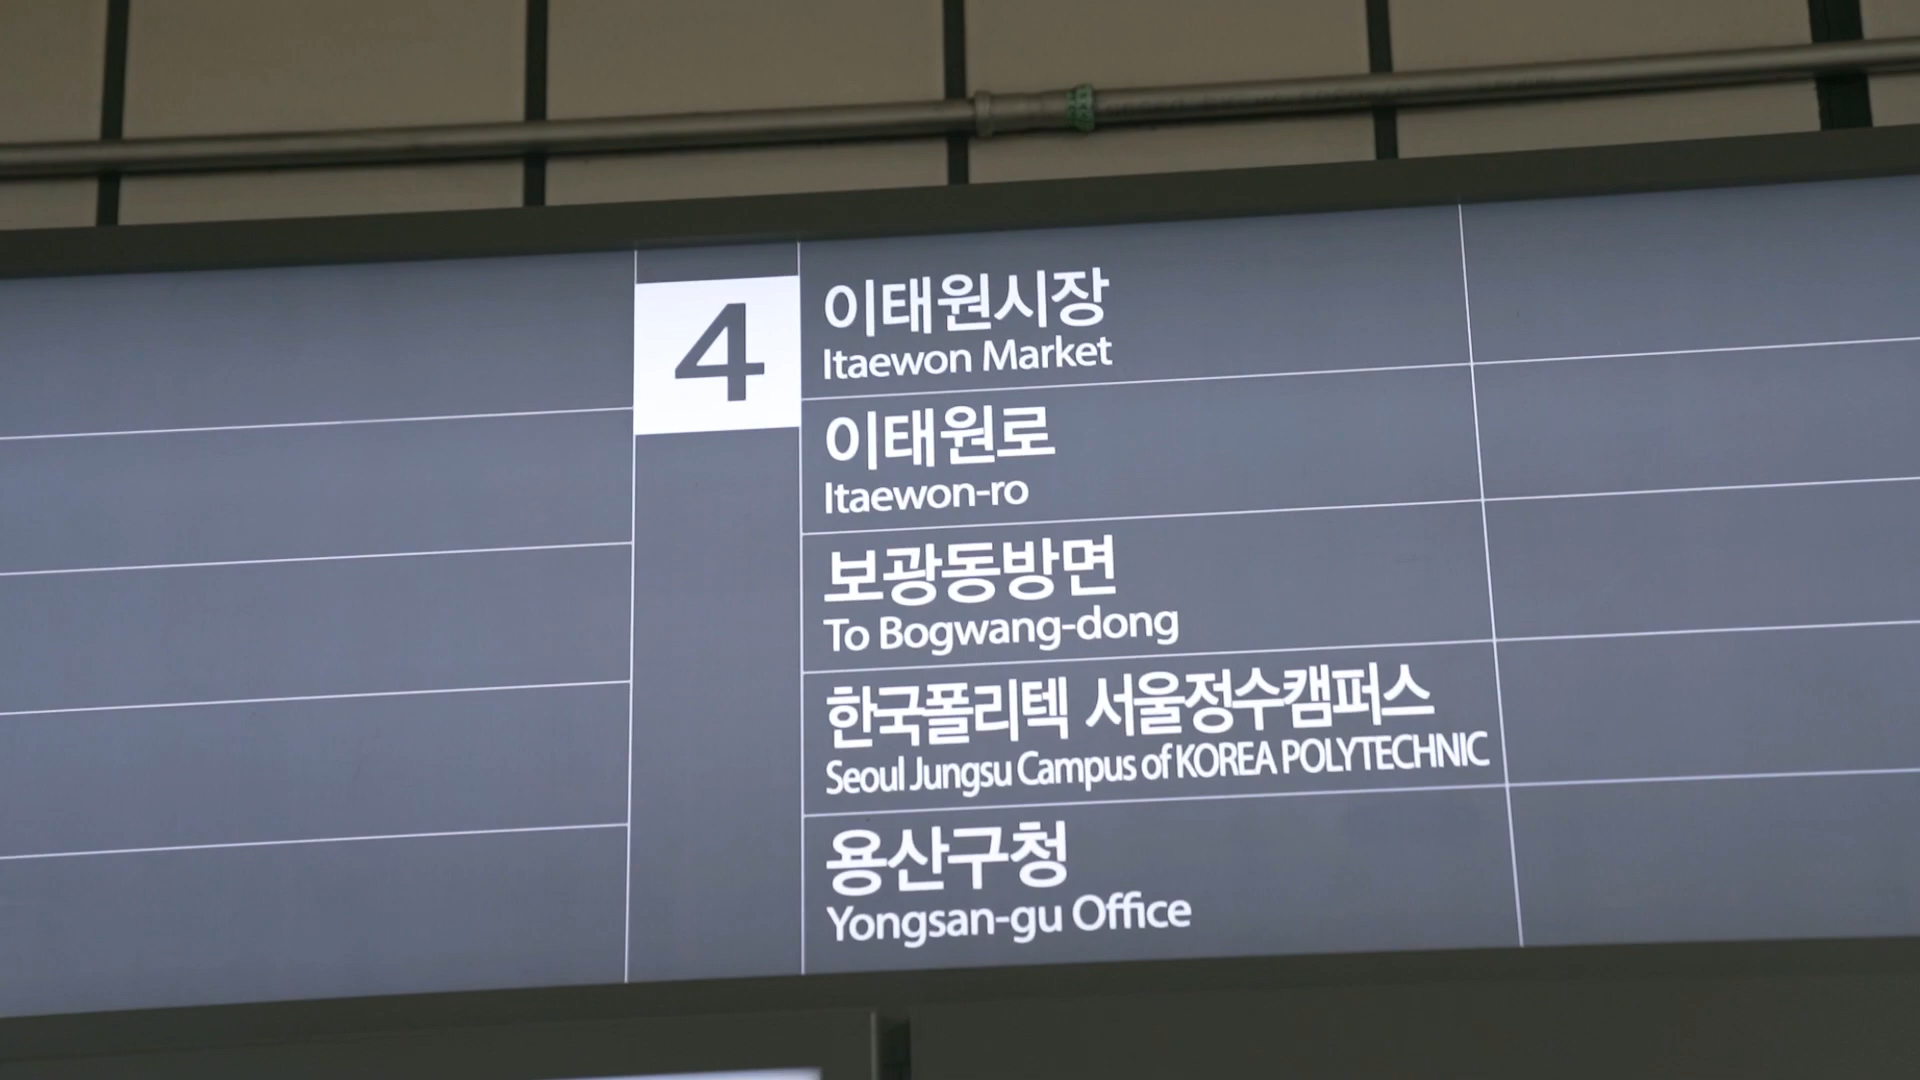 4
이태원시장
Itaewon Market
이태원로
Itaewon-ro
보광동방면
To Bogwang-dong
한국폴리텍 서울정수캠퍼스
Seoul Jungsu Campus of KOREA POLYTECHNIC
용산구청
Yongsan-gu Office